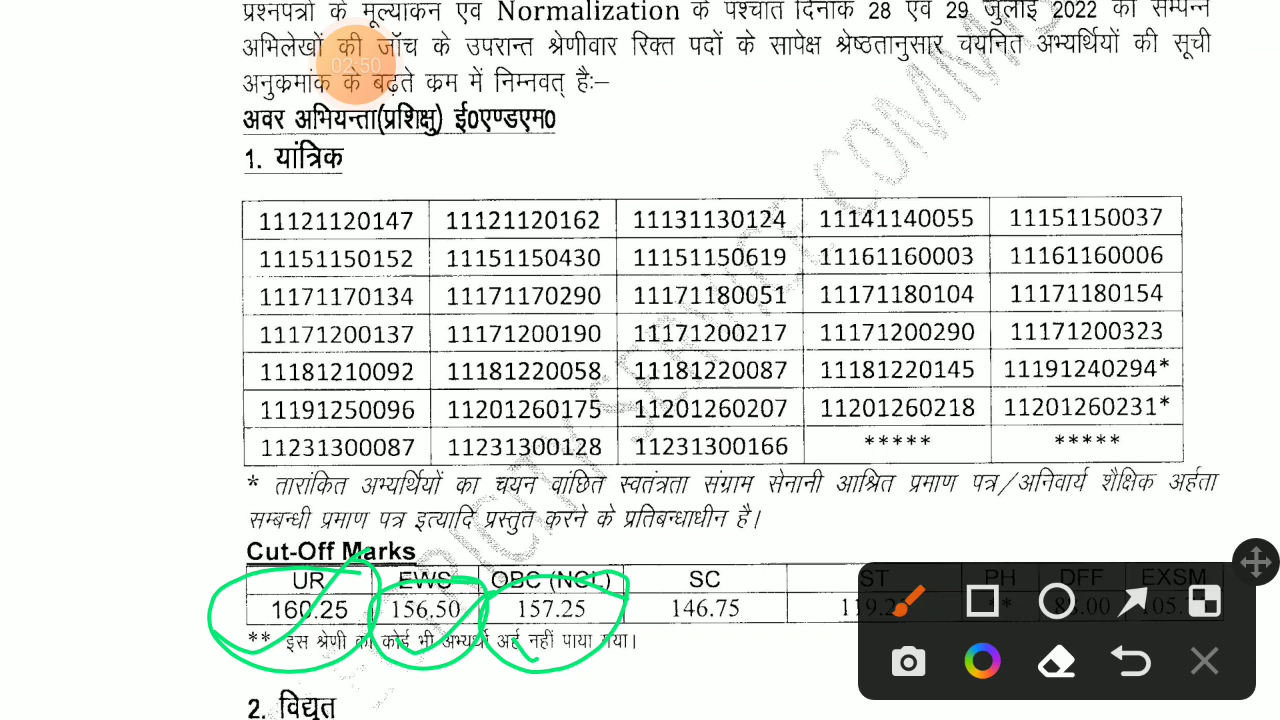 प्रश्नपत्रों के मूल्यांकन एवं Normalization के पश्चात दिनांक 28 एवं 29 जुलाई 2022 को सम्पन्न
अभिलेखों की जॉच के उपरान्त श्रेणीवार रिक्त पदों के सापेक्ष श्रेष्ठतानुसार चयनित अभ्यर्थियों की सूची
अनुकमांक के बढ़ते क्रम में निम्नवत् है:–
02:50
अवर अभियन्ता(प्रशिक्षु) ई0एण्डएम0
1. यांत्रिक
11121120147 11121120162 11131130124 11141140055 11151150037
11151150152 11151150430 11151150619 11161160003 11161160006
11171170134 11171170290 11171180051 11171180104 11171180154
11171200137 11171200190 11171200217 11171200290 11171200323
11181210092 11181220058 11181220087 11181220145 11191240294*
11191250096 11201260175 11201260207 11201260218 11201260231*
11231300087 11231300128 11231300166 ***** *****
* तारांकित अभ्यर्थियों का चयन वांछित स्वतंत्रता संग्राम सेनानी आश्रित प्रमाण पत्र/अनिवार्य शैक्षिक अर्हता
सम्बन्धी प्रमाण पत्र इत्यादि प्रस्तुत करने के प्रतिबन्धाधीन है।
Cut-Off Marks
UR EWS OBC (NCL) SC ST PH DFF EXSM
160.25 156.50 157.25 146.75
** इस श्रेणी का कोई भी अभ्यर्थी अर्ह नहीं पाया गया।
2. विद्युत